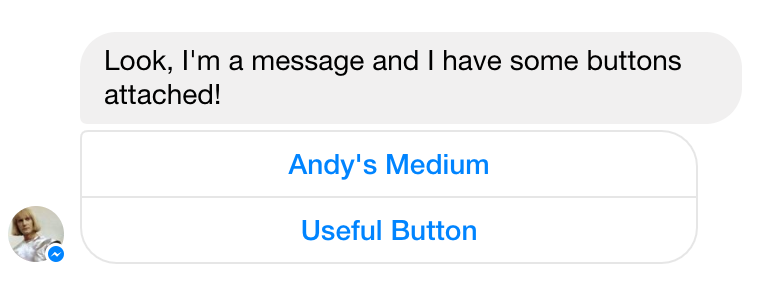 Look, I'm a message and I have some buttons
attached!
Andy's Medium
Useful Button